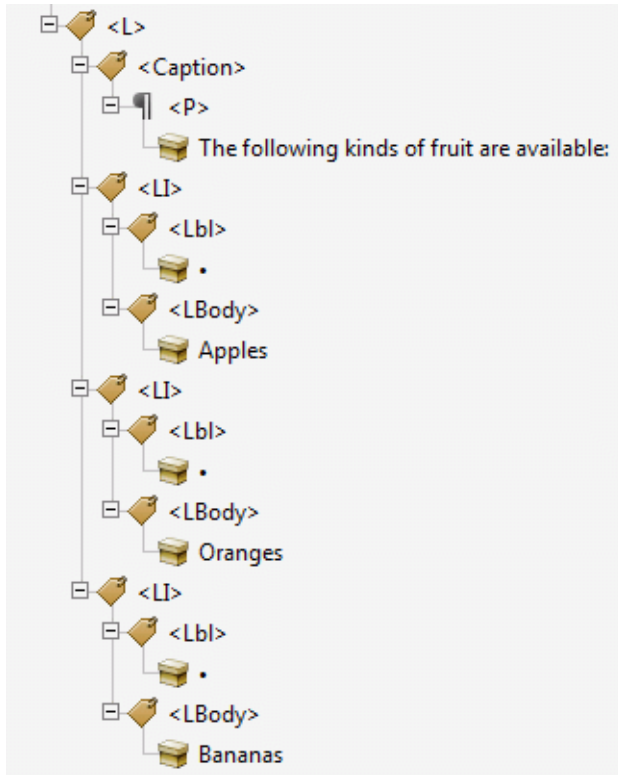 <L>
<Caption>
<P>
The following kinds of fruit are available:
<LI>
<Lbl>
•
<LBody>
Apples
<LI>
<Lbl>
•
<LBody>
Oranges
<LI>
<Lbl>
•
<LBody>
Bananas